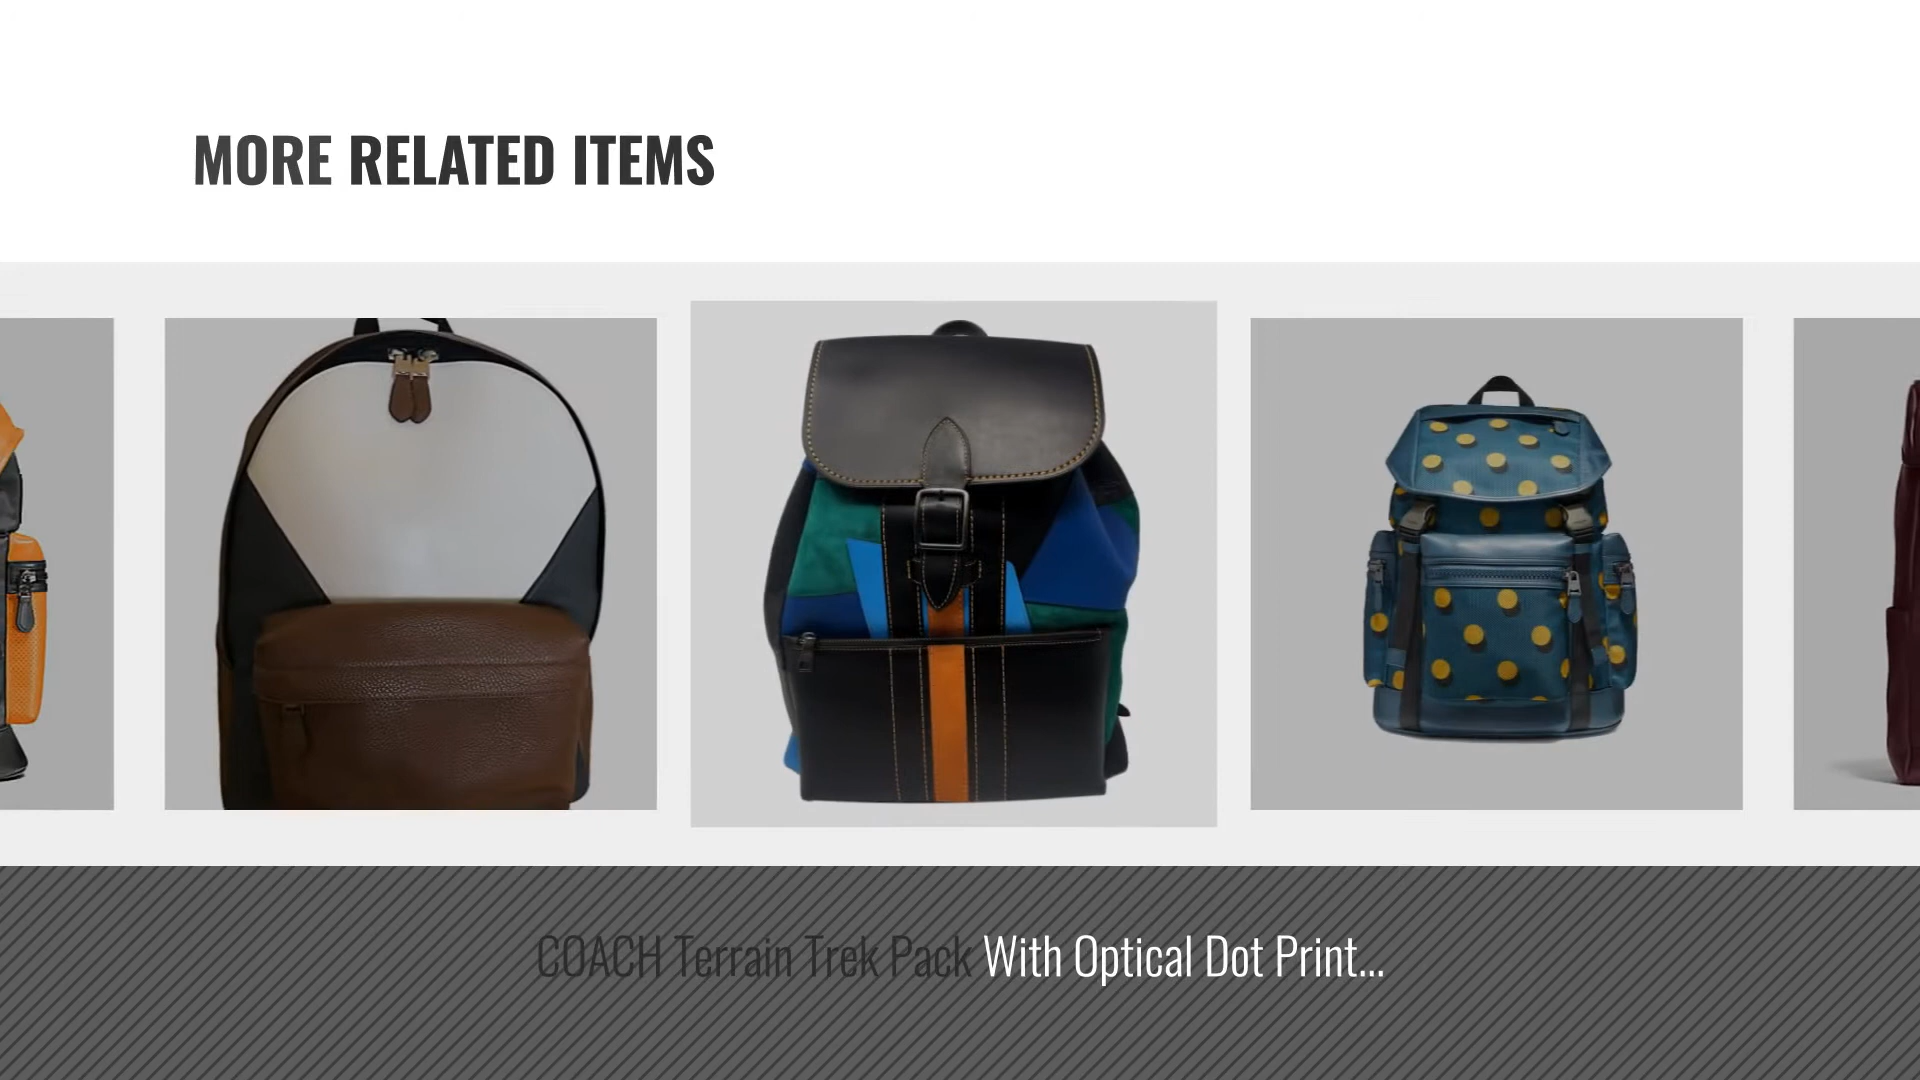 MORE RELATED ITEMS
COACH Terrain Trek Pack With Optical Dot Print...